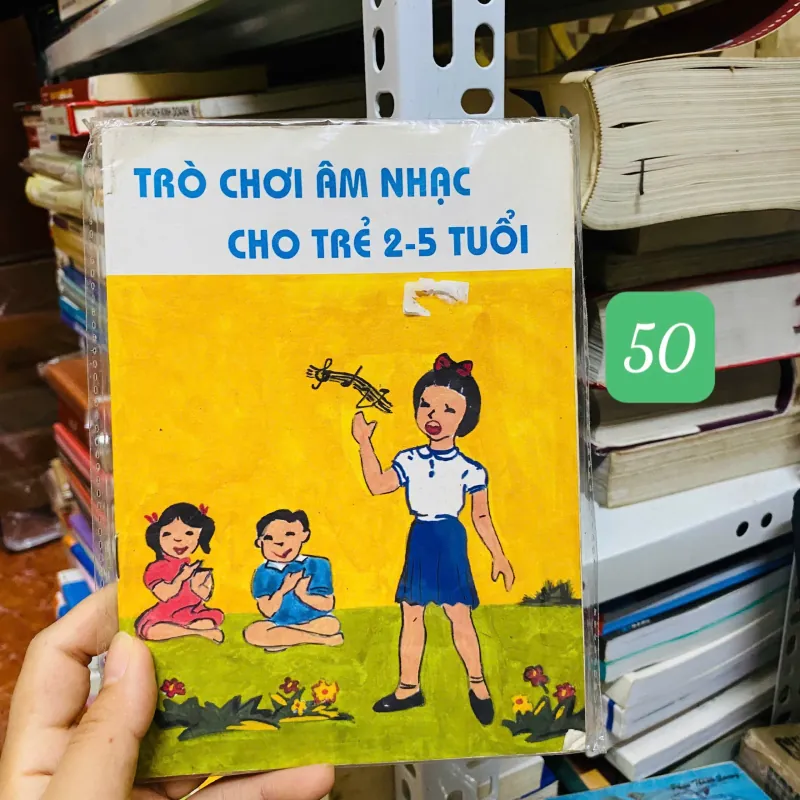 TRÒ CHƠI ÂM NHẠC
CHO TRẺ 2-5 TUỔI
50